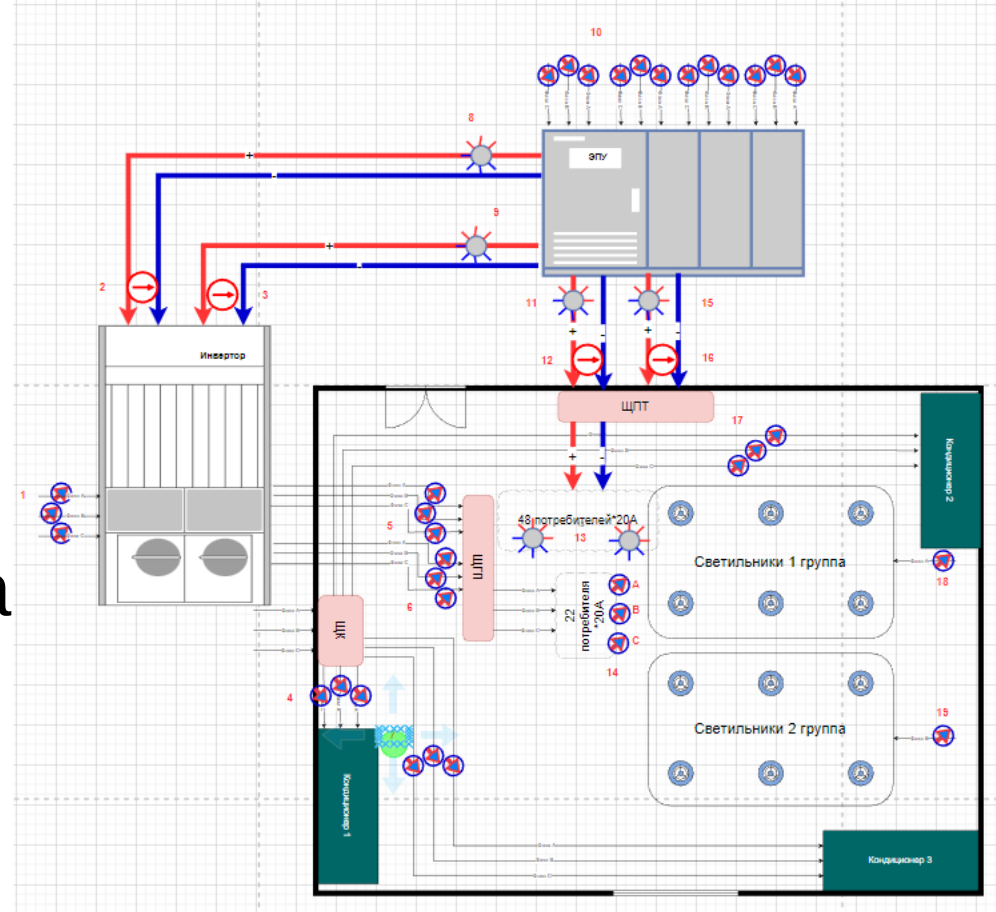 10
8
ЭПУ
+
-
9
+
-
2
3
11
15
+
-
+
-
12
16
Инвертор
ЩПТ
17
Кондиционер 2
+
-
1
5
48 потребителей*20А
13
ЩГП
Светильники 1 группа
18
6
22
потребителя
*20А
А
В
С
14
ЩК
4
7
Светильники 2 группа
19
Кондиционер 1
Кондиционер 3
а